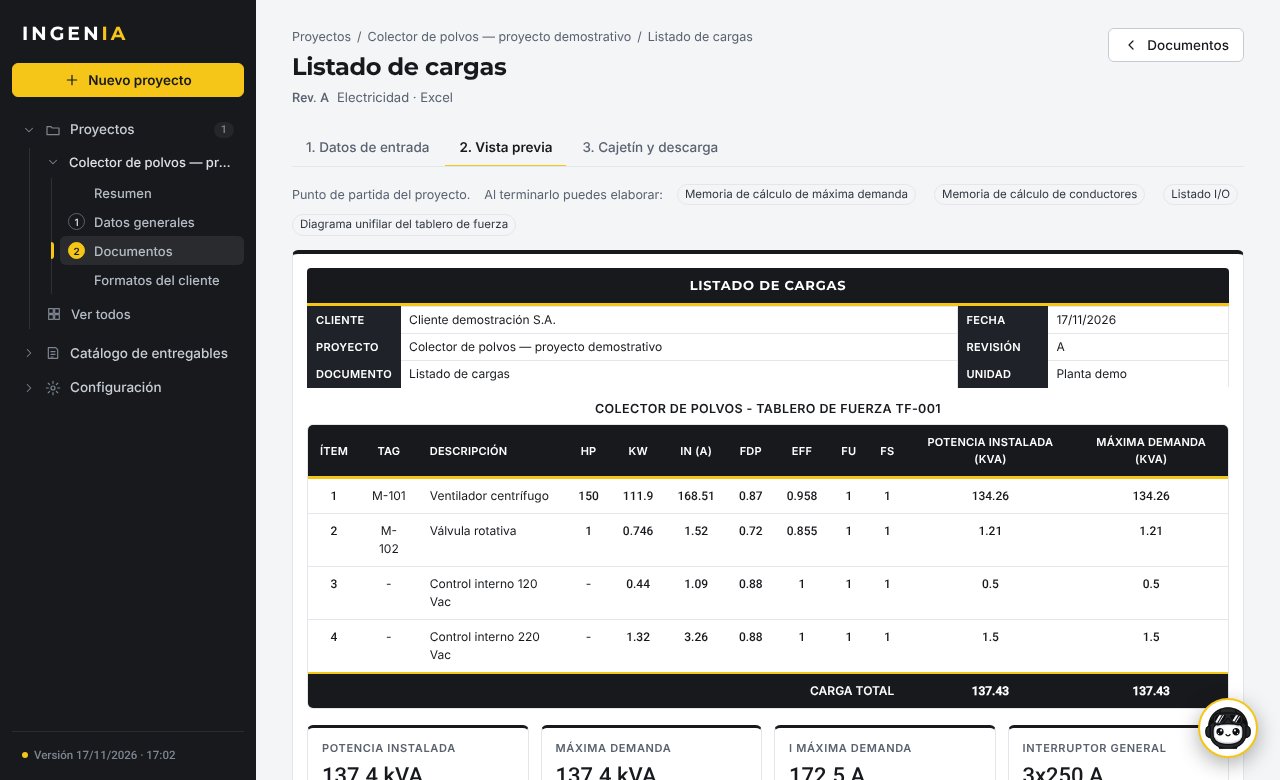 INGENIA
Nuevo proyecto
Proyectos 1
Colector de polvos — pr...
Resumen
1 Datos generales
2 Documentos
Formatos del cliente
Ver todos
Catálogo de entregables
Configuración
Versión 17/11/2026 · 17:02
Proyectos / Colector de polvos — proyecto demostrativo / Listado de cargas
Documentos
Listado de cargas
Rev. A Electricidad · Excel
1. Datos de entrada 2. Vista previa 3. Cajetín y descarga
Punto de partida del proyecto. Al terminarlo puedes elaborar: Memoria de cálculo de máxima demanda Memoria de cálculo de conductores Listado I/O
Diagrama unifilar del tablero de fuerza
LISTADO DE CARGAS
CLIENTE Cliente demostración S.A. FECHA 17/11/2026
PROYECTO Colector de polvos — proyecto demostrativo REVISIÓN A
DOCUMENTO Listado de cargas UNIDAD Planta demo
COLECTOR DE POLVOS - TABLERO DE FUERZA TF-001
ÍTEM TAG DESCRIPCIÓN HP KW IN (A) FDP EFF FU FS POTENCIA INSTALADA (KVA) MÁXIMA DEMANDA (KVA)
1 M-101 Ventilador centrífugo 150 111.9 168.51 0.87 0.958 1 1 134.26 134.26
2 M-102 Válvula rotativa 1 0.746 1.52 0.72 0.855 1 1 1.21 1.21
3 - Control interno 120 Vac - 0.44 1.09 0.88 1 1 1 0.5 0.5
4 - Control interno 220 Vac - 1.32 3.26 0.88 1 1 1 1.5 1.5
CARGA TOTAL 137.43 137.43
POTENCIA INSTALADA MÁXIMA DEMANDA I MÁXIMA DEMANDA INTERRUPTOR GENERAL
137.4 kVA 137.4 kVA 172.5 A 3x250 A